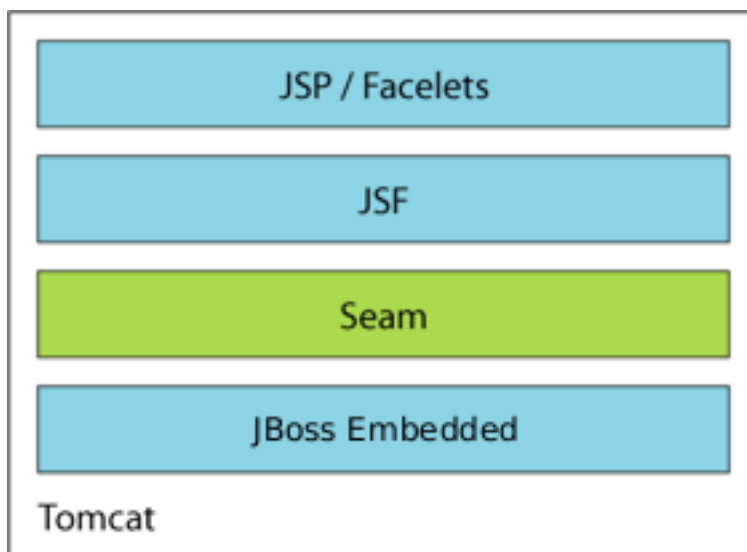 JSP / Facelets
JSF
Seam
JBoss Embedded
Tomcat